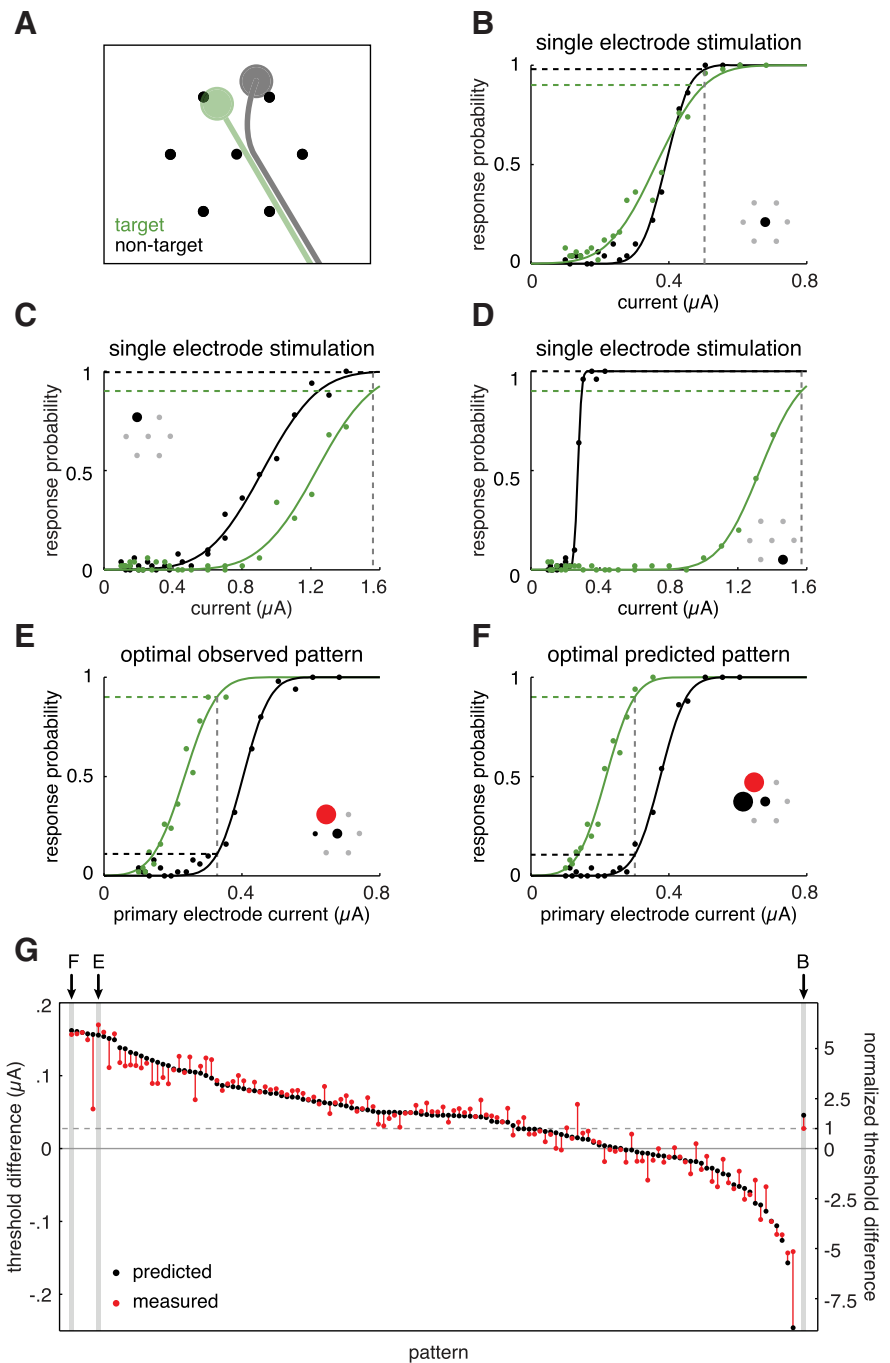 A
target
non-target
B
single electrode stimulation
response probability
1
0.5
0
0 0.4 0.8
current (µA)
C
single electrode stimulation
response probability
1
0.5
0
0 0.4 0.8 1.2 1.6
current (µA)
D
single electrode stimulation
response probability
1
0.5
0
0 0.4 1.2 1.6
current (µA)
E
optimal observed pattern
response probability
1
0.5
0
0 0.4 0.8
primary electrode current (µA)
F
optimal predicted pattern
response probability
1
0.5
0
0 0.4 0.8
primary electrode current (µA)
G
F E B
threshold difference (µA)
.2
.1
0
-.1
-.2
predicted
measured
5
2.5
1
0
-2.5
-5
-7.5
normalized threshold difference
pattern